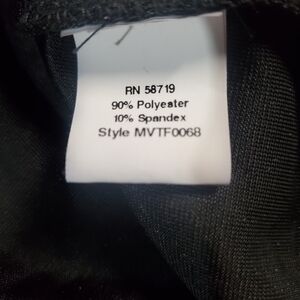 RN 58719
90% Polyester
10% Spandex
Style MVTF0068